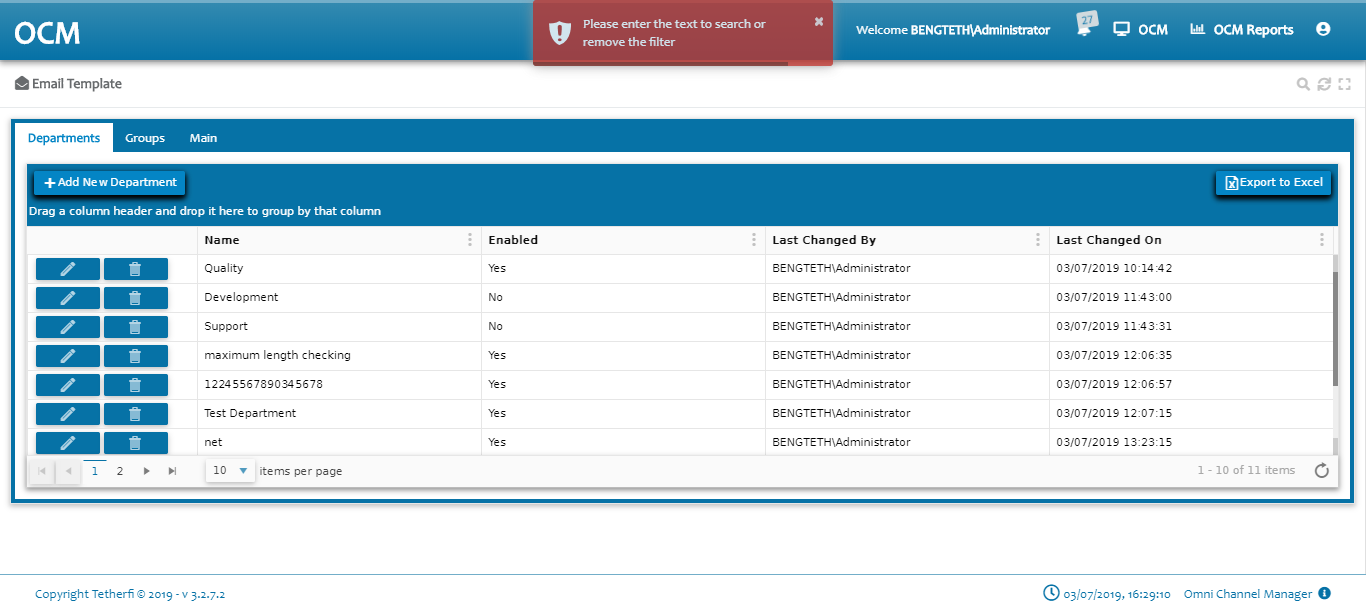 OCM
Please enter the text to search or
remove the filter
Welcome BENGTETH\Administrator
27
OCM
OCM Reports
Email Template
Departments Groups Main
Add New Department
Export to Excel
Drag a column header and drop it here to group by that column
Name Enabled Last Changed By Last Changed On
Quality Yes BENGTETH\Administrator 03/07/2019 10:14:42
Development No BENGTETH\Administrator 03/07/2019 11:43:00
Support No BENGTETH\Administrator 03/07/2019 11:43:31
maximum length checking Yes BENGTETH\Administrator 03/07/2019 12:06:35
12245567890345678 Yes BENGTETH\Administrator 03/07/2019 12:06:57
Test Department Yes BENGTETH\Administrator 03/07/2019 12:07:15
net Yes BENGTETH\Administrator 03/07/2019 13:23:15
1 2 10 items per page 1 - 10 of 11 items
Copyright Tetherfi © 2019 - v 3.2.7.2 03/07/2019, 16:29:10 Omni Channel Manager